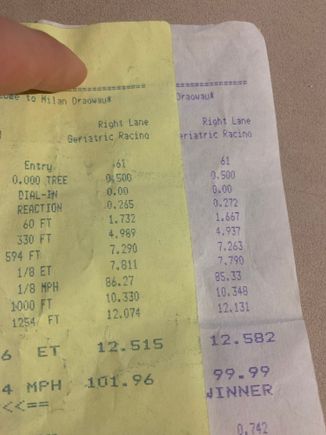 to Milan Dragway*
Right Lane
Geriatric Racing
Entry 61
0.000 TREE 0.500
DIAL-IN 0.00
REACTION 0.265
60 FT 1.732
330 FT 4.989
594 FT 7.290
1/8 ET 7.811
1/8 MPH 86.27
1000 FT 10.330
1254 FT 12.074
6 ET 12.515
4 MPH 101.96
<<==
Dragway*
Right Lane
eriatric Racing
61
0.500
0.00
0.272
1.667
4.937
7.263
7.790
85.33
10.348
12.131
12.582
99.99
WINNER
0.742